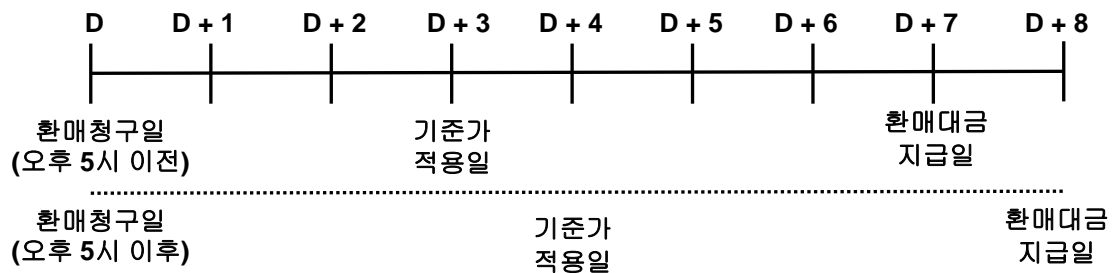 D D + 1 D + 2 D + 3 D + 4 D + 5 D + 6 D + 7 D + 8
환매청구일
(오후 5시 이전)
기준가
적용일
환매대금
지급일
환매청구일
(오후 5시 이후)
기준가
적용일
환매대금
지급일